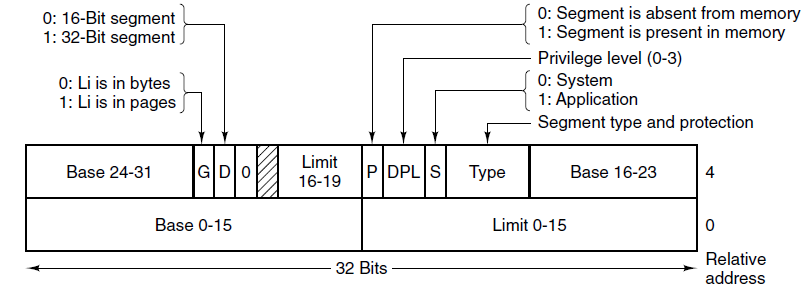 0: 16-Bit segment
1: 32-Bit segment
0: Li is in bytes
1: Li is in pages
0: Segment is absent from memory
1: Segment is present in memory
Privilege level (0-3)
0: System
1: Application
Segment type and protection
Base 24-31
G
D
0
Limit
16-19
P
DPL
S
Type
Base 16-23
4
Base 0-15
Limit 0-15
0
32 Bits
Relative
address